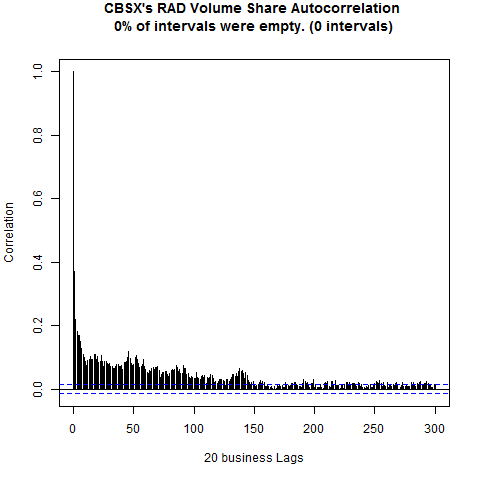 CBSX's RAD Volume Share Autocorrelation
0% of intervals were empty. (0 intervals)
1.0
0.8
0.6
0.4
0.2
0.0
Correlation
0 50 100 150 200 250 300
20 business Lags